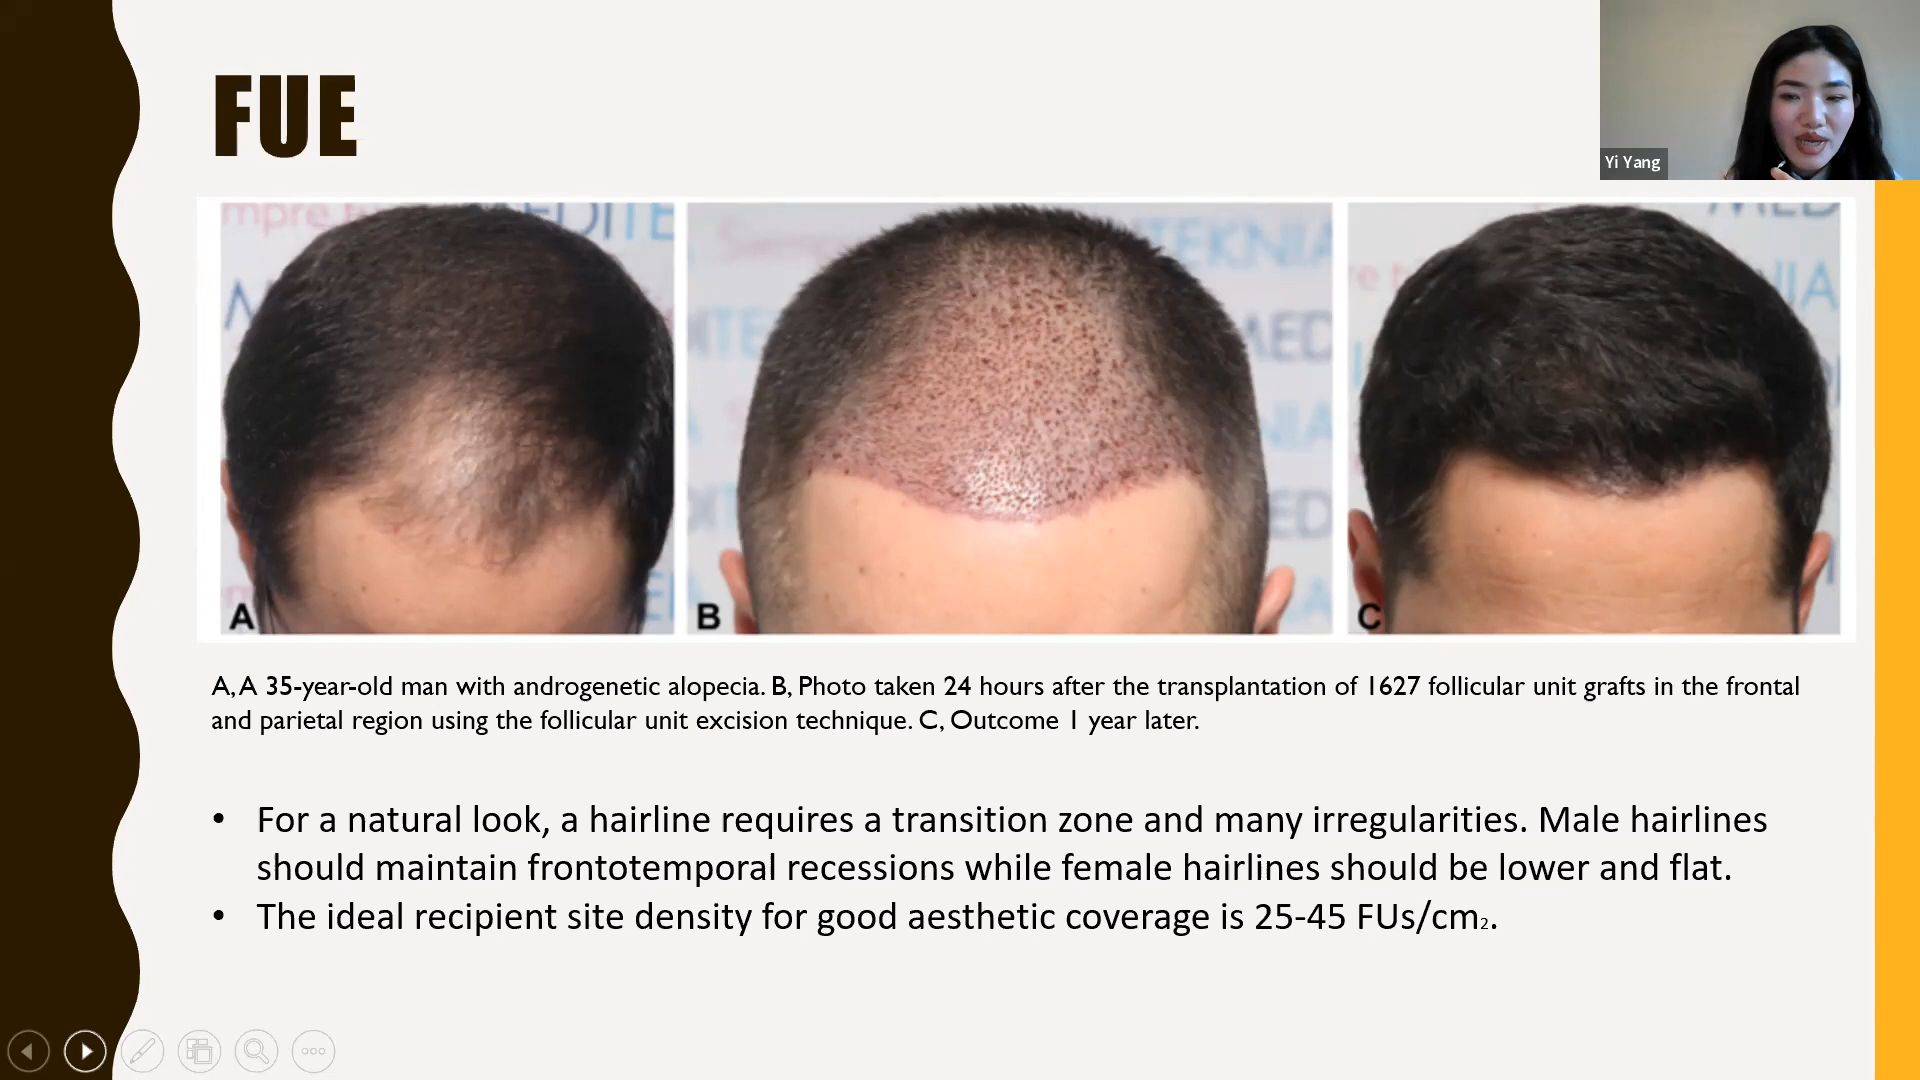 FUE
Yi Yang
mpre
MEDITE
TEKNIA
MED
A
B
C
A, A 35-year-old man with androgenetic alopecia. B, Photo taken 24 hours after the transplantation of 1627 follicular unit grafts in the frontal
and parietal region using the follicular unit excision technique. C, Outcome 1 year later.
• For a natural look, a hairline requires a transition zone and many irregularities. Male hairlines
should maintain frontotemporal recessions while female hairlines should be lower and flat.
• The ideal recipient site density for good aesthetic coverage is 25-45 FUs/cm₂.